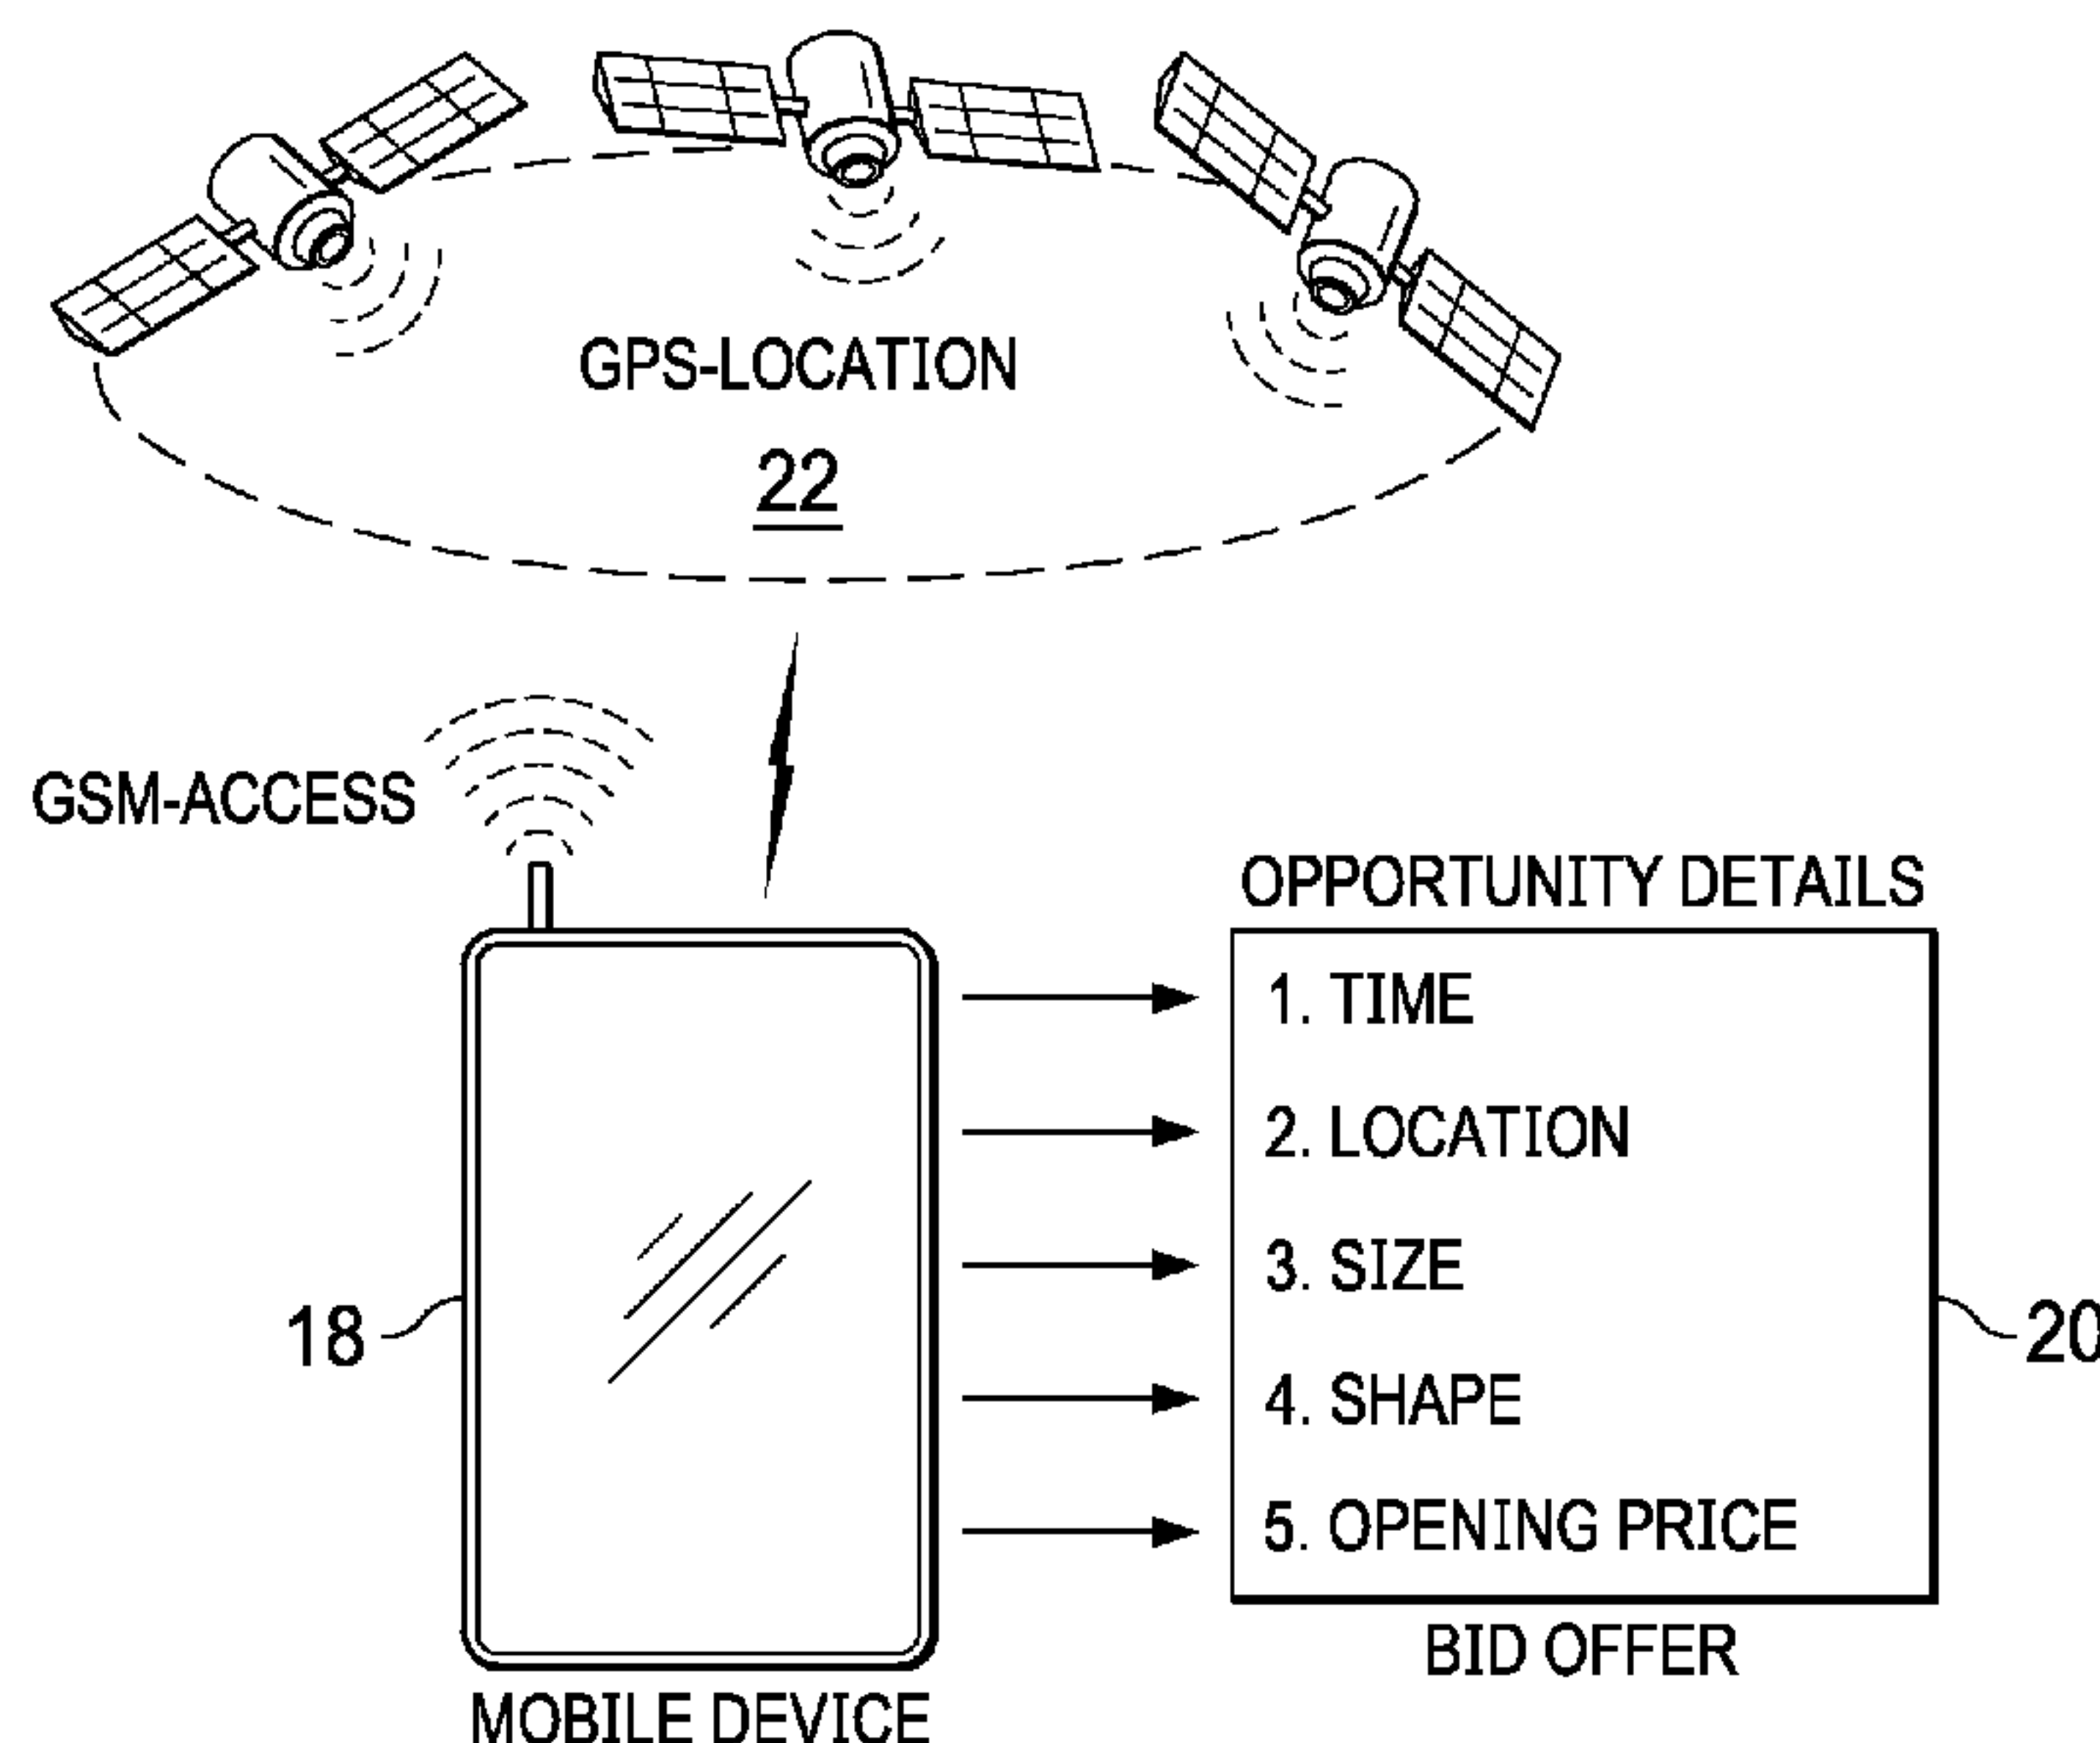 GPS-LOCATION
22
GSM-ACCESS
OPPORTUNITY DETAILS
1. TIME
2. LOCATION
3. SIZE
4. SHAPE
5. OPENING PRICE
18
20
BID OFFER
MOBILE DEVICE